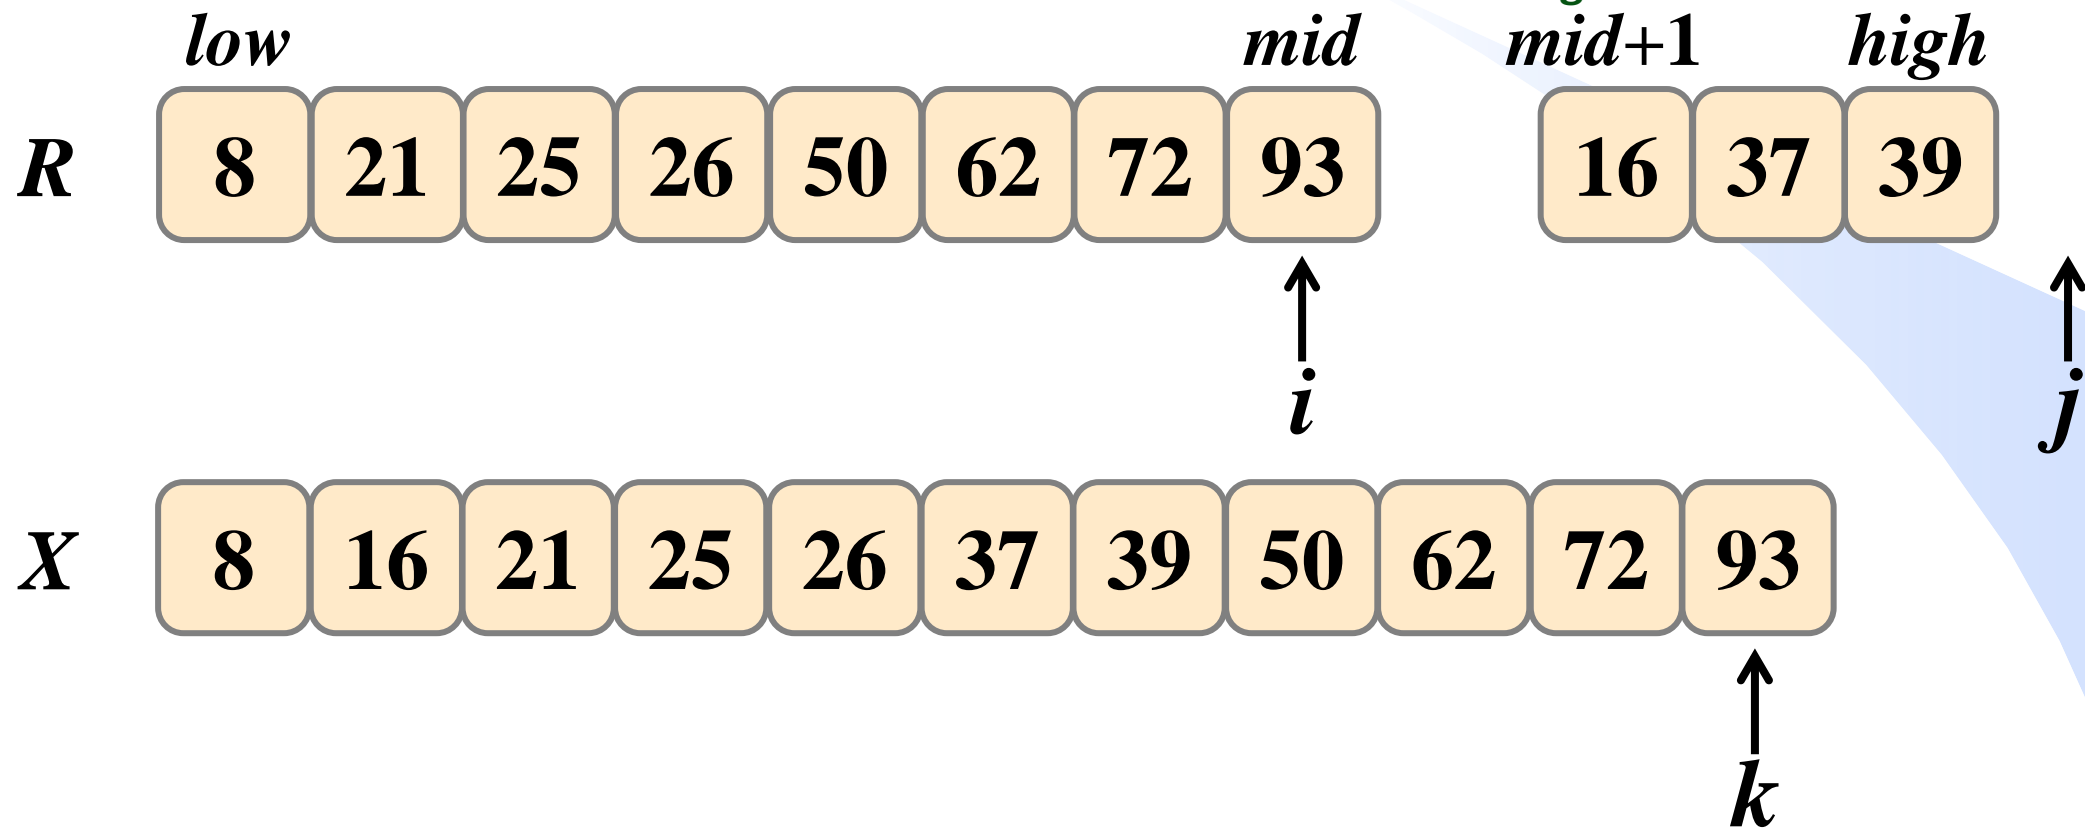 low mid mid+1 high
R 8 21 25 26 50 62 72 93 16 37 39
i j
X 8 16 21 25 26 37 39 50 62 72 93
k